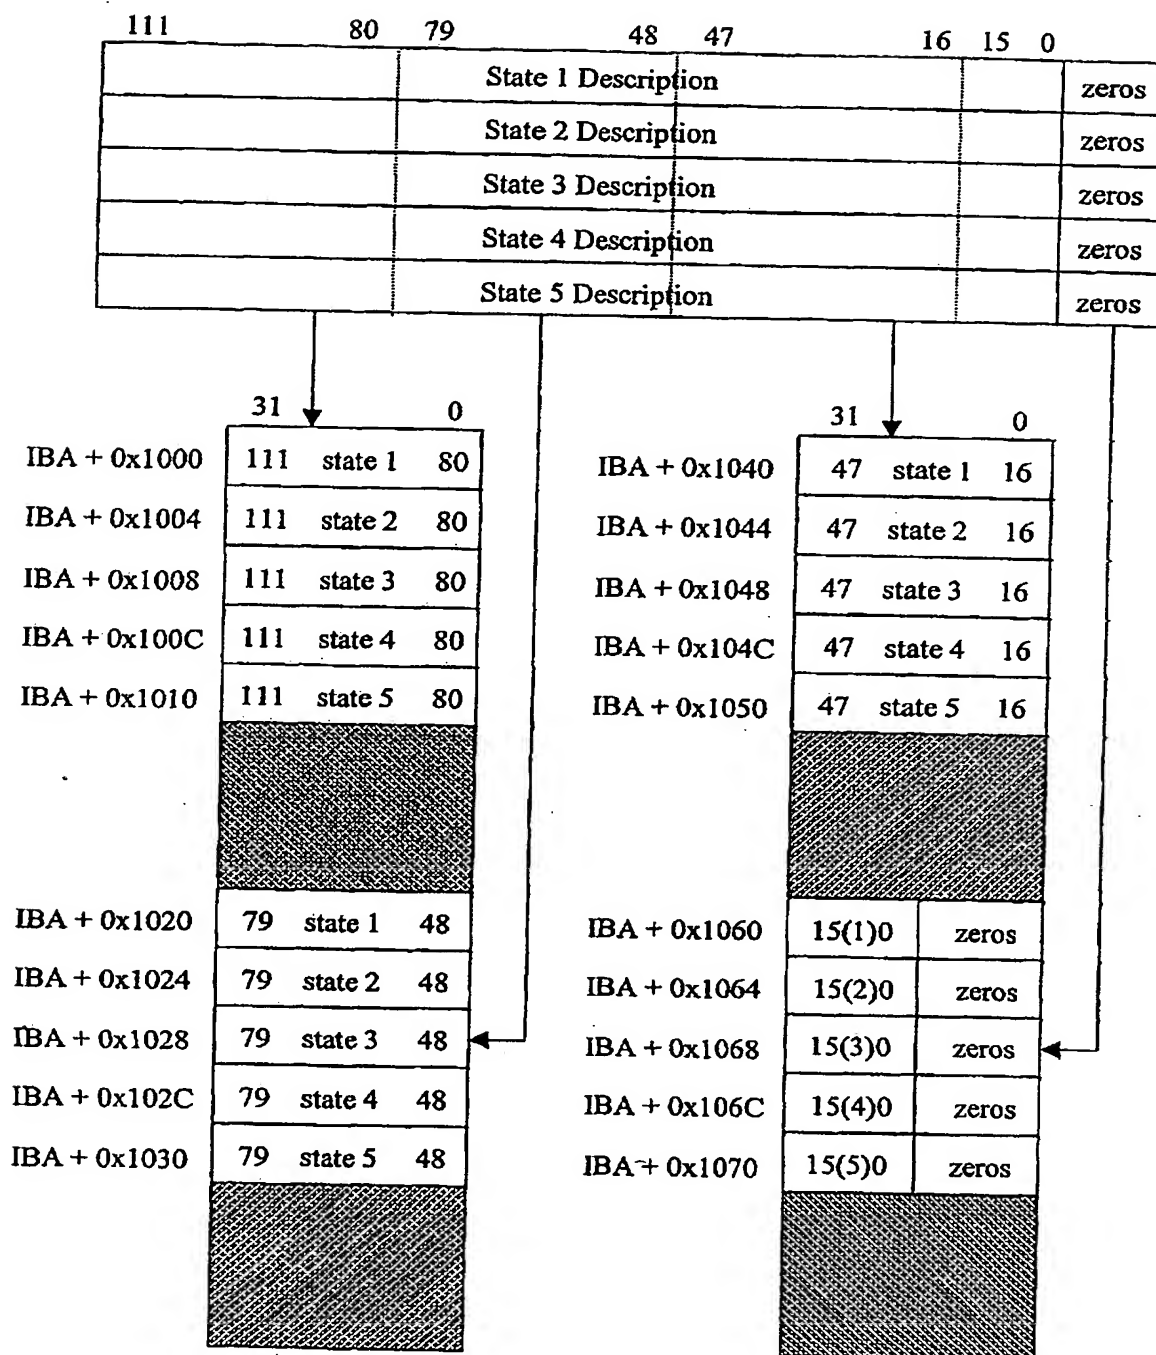 111 80 79 48 47 16 15 0
State 1 Description zeros
State 2 Description zeros
State 3 Description zeros
State 4 Description zeros
State 5 Description zeros
31 0
IBA + 0x1000 111 state 1 80
IBA + 0x1004 111 state 2 80
IBA + 0x1008 111 state 3 80
IBA + 0x100C 111 state 4 80
IBA + 0x1010 111 state 5 80
IBA + 0x1020 79 state 1 48
IBA + 0x1024 79 state 2 48
IBA + 0x1028 79 state 3 48
IBA + 0x102C 79 state 4 48
IBA + 0x1030 79 state 5 48
31 0
IBA + 0x1040 47 state 1 16
IBA + 0x1044 47 state 2 16
IBA + 0x1048 47 state 3 16
IBA + 0x104C 47 state 4 16
IBA + 0x1050 47 state 5 16
IBA + 0x1060 15(1)0 zeros
IBA + 0x1064 15(2)0 zeros
IBA + 0x1068 15(3)0 zeros
IBA + 0x106C 15(4)0 zeros
IBA + 0x1070 15(5)0 zeros